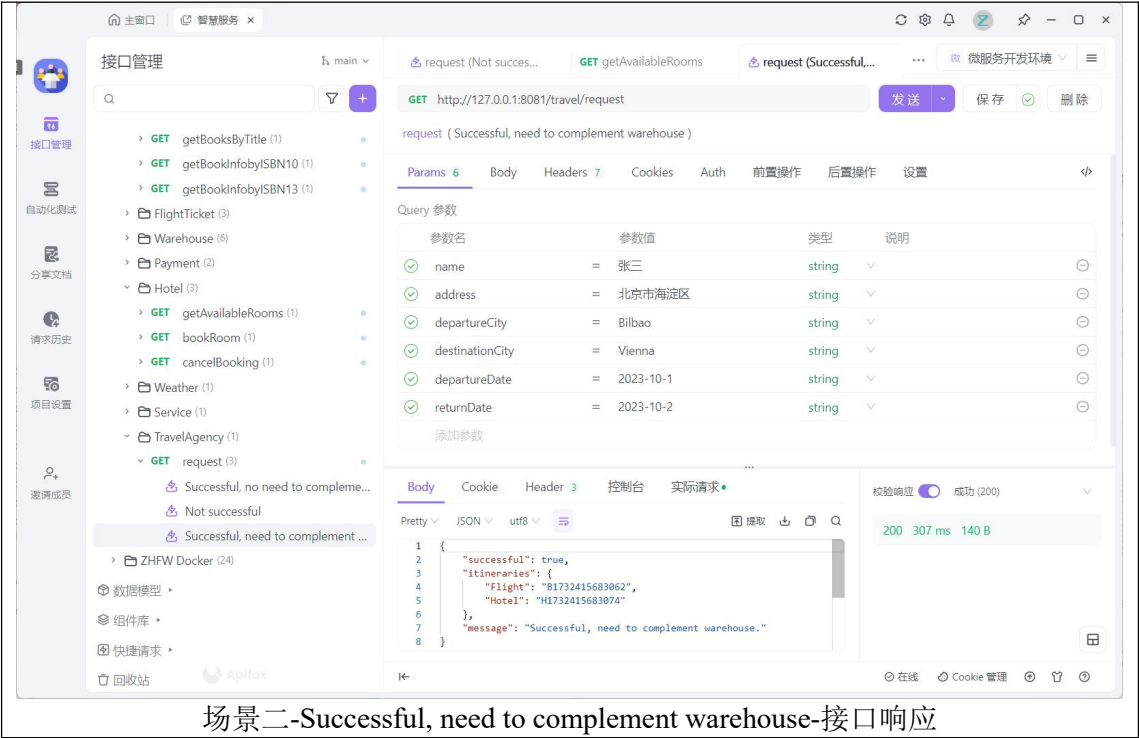 主窗口 智慧服务 ×
接口管理 main
request (Not succes... GET getAvailableRooms request (Successful,... ... 微服务开发环境
GET http://127.0.0.1:8081/travel/request 发送 保存 删除
request ( Successful, need to complement warehouse )
接口管理
自动化测试
分享文档
请求历史
项目设置
邀请成员
GET getBooksByTitle (1)
GET getBookInfobyISBN10 (1)
GET getBookInfobyISBN13 (1)
FlightTicket (3)
Warehouse (6)
Payment (2)
Hotel (3)
GET getAvailableRooms (1)
GET bookRoom (1)
GET cancelBooking (1)
Weather (1)
Service (1)
TravelAgency (1)
GET request (3)
Successful, no need to compleme...
Not successful
Successful, need to complement ...
ZHFW Docker (24)
数据模型
组件库
快捷请求
回收站
Apifox
Params 6 Body Headers 7 Cookies Auth 前置操作 后置操作 设置 </>
Query 参数
参数名 参数值 类型 说明
name = 张三 string
address = 北京市海淀区 string
departureCity = Bilbao string
destinationCity = Vienna string
departureDate = 2023-10-1 string
returnDate = 2023-10-2 string
添加参数
Body Cookie Header 3 控制台 实际请求 校验响应 成功 (200)
Pretty JSON utf8 提取
200 307 ms 140 B
1 {
2 "successful": true,
3 "itineraries": {
4 "Flight": "B1732415683062",
5 "Hotel": "H1732415683074"
6 },
7 "message": "Successful, need to complement warehouse."
8 }
在线 Cookie 管理
场景二-Successful, need to complement warehouse-接口响应